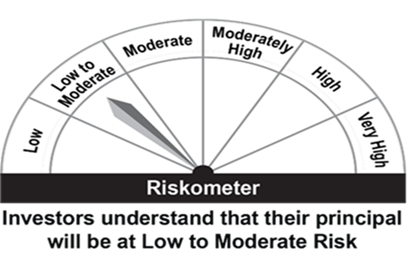 Low
Low to
Moderate
Moderate
Moderately
High
High
Very High
Riskometer
Investors understand that their principal
will be at Low to Moderate Risk